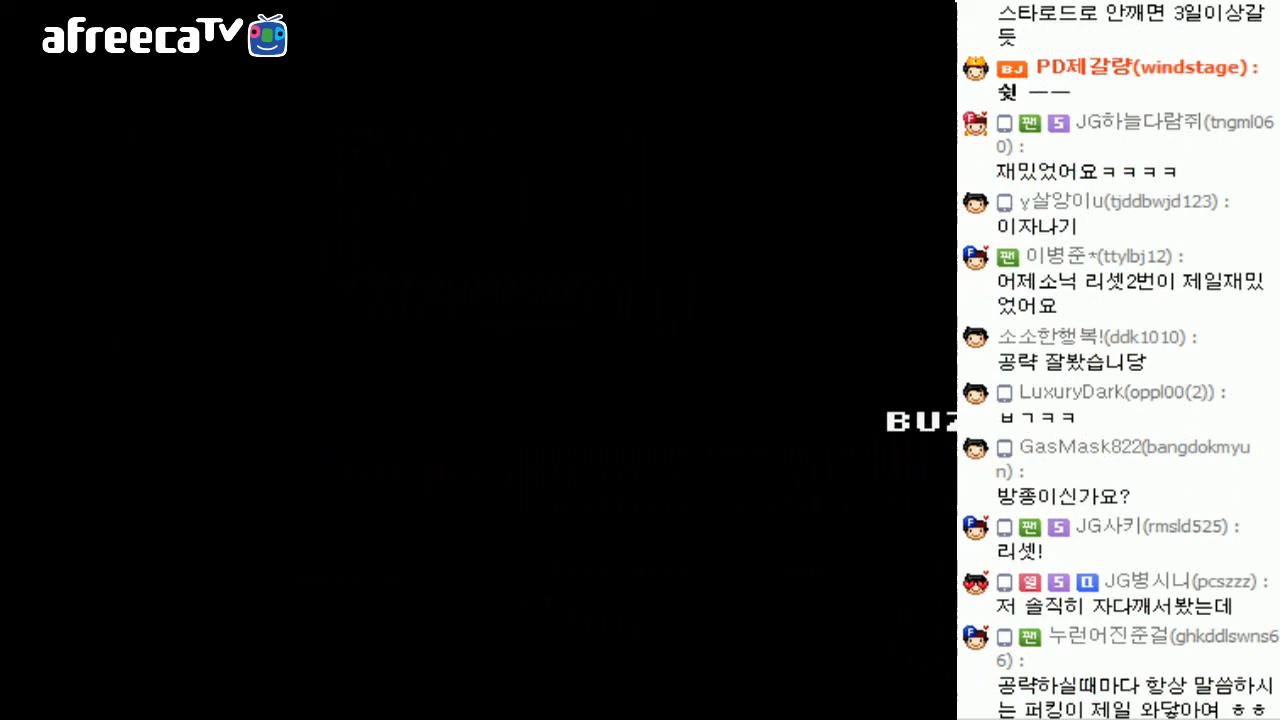 afreecaTV
스타로드로 안깨면 3일이상갈
듯
BJ PD제갈량(windstage) :
쉿 ㅡㅡ
팬 5 JG하늘다람쥐(tngml06
0) :
재밌었어요ㅋㅋㅋㅋ
살앙이u(tjddbwjd123) :
이자나기
팬 이병준*(ttylbj12) :
어제소닉 리셋2번이 제일재밌
었어요
소소한행복!(ddk1010) :
공략 잘봤습니당
LuxuryDark(oppl00(2)) :
ㅂㄱㅋㅋ
BUZ
GasMask822(bangdokmyu
n) :
방종이신가요?
팬 5 JG사키(rmsld525) :
리셋!
열 5 JG병시니(pcszzz) :
저 솔직히 자다깨서봤는데
팬 누런어진준걸(ghkddlswns6
6) :
공략하실때마다 항상 말씀하시
는 퍼킹이 제일 와닿아여 ㅎㅎ